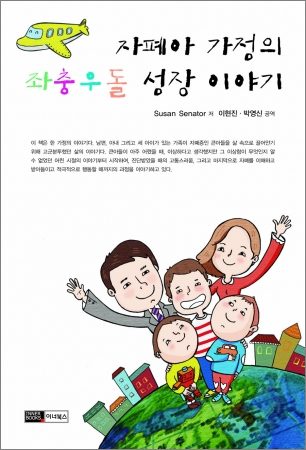 자폐아 가정의
좌충우돌 성장 이야기
Susan Senator 저 이현진·박영신 공역
이 책은 한 가정의 이야기다. 남편, 아내 그리고 세 아이가 있는 가족이 자폐증인 큰아들을 삶 속으로 끌어안기
위해 고군분투했던 삶의 이야기다. 큰아들이 아주 어렸을 때, 이상하다고 생각했지만 그 이상함이 무엇인지 알
수 없었던 어린 시절의 이야기부터 시작하여, 진단받았을 때의 고통스러움, 그리고 마지막으로 자폐를 이해하고
받아들이고 적극적으로 행동할 때까지의 과정을 이야기하고 있다.
INNER
BOOKS
이너북스